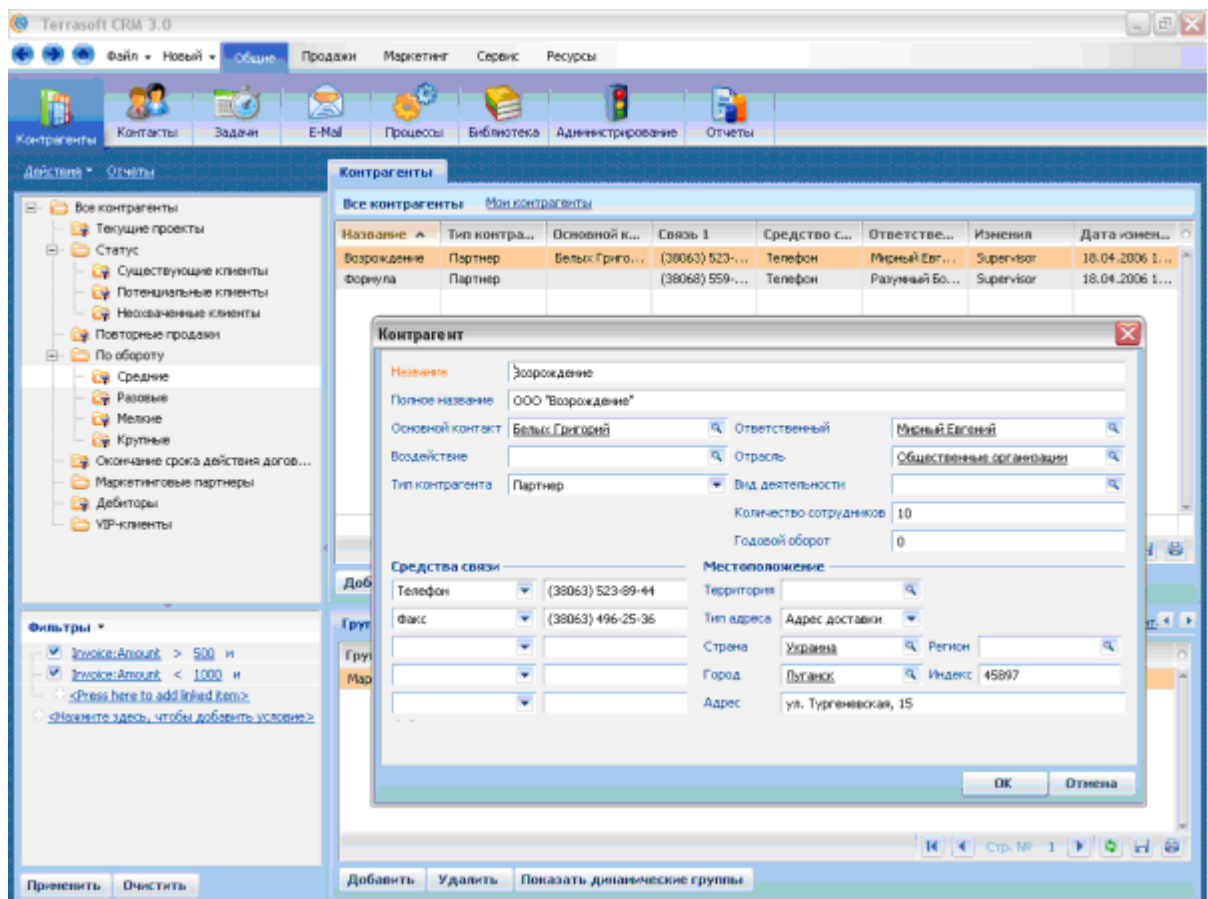 Terrasoft CRM 3.0
Файл Новый Общие Продажи Маркетинг Сервис Ресурсы
Контрагенты Контакты Задачи E-Mail Процессы Библиотека Администрирование Отчеты
Действия Отчеты
Все контрагенты
Текущие проекты
Статус
Существующие клиенты
Потенциальные клиенты
Неохваченные клиенты
Повторные продажи
По обороту
Средние
Разовые
Мелкие
Крупные
Окончание срока действия догов...
Маркетинговые партнеры
Дебиторы
VIP-клиенты
Фильтры
Invoice:Amount > 500 и
Invoice:Amount < 1000 и
<Press here to add linked item>
<Нажмите здесь, чтобы добавить условие>
Применить Очистить
Контрагенты
Все контрагенты Мои контрагенты
Название Тип контра... Основной к... Связь 1 Средство с... Ответстве... Измения Дата измен...
Возрождение Партнер Белых Григо... (38063) 523-... Телефон Мирный Евг... Supervisor 18.04.2006 1...
Формула Партнер (38068) 559-... Телефон Разумный Бо... Supervisor 18.04.2006 1...
Доб
Груп
Груп
Мар
Контрагент
Название Возрождение
Полное название ООО "Возрождение"
Основной контакт Белых Григорий Ответственный Мирный Евгений
Воздействие Отрасль Общественные организации
Тип контрагента Партнер Вид деятельности
Количество сотрудников 10
Годовой оборот 0
Средства связи Местоположение
Телефон (38063) 523-89-44 Территория
Факс (38063) 496-25-36 Тип адреса Адрес доставки
Страна Украина Регион
Город Луганск Индекс 45897
Адрес ул. Тургеневская, 15
OK Отмена
Стр. № 1
Добавить Удалить Показать динамические группы